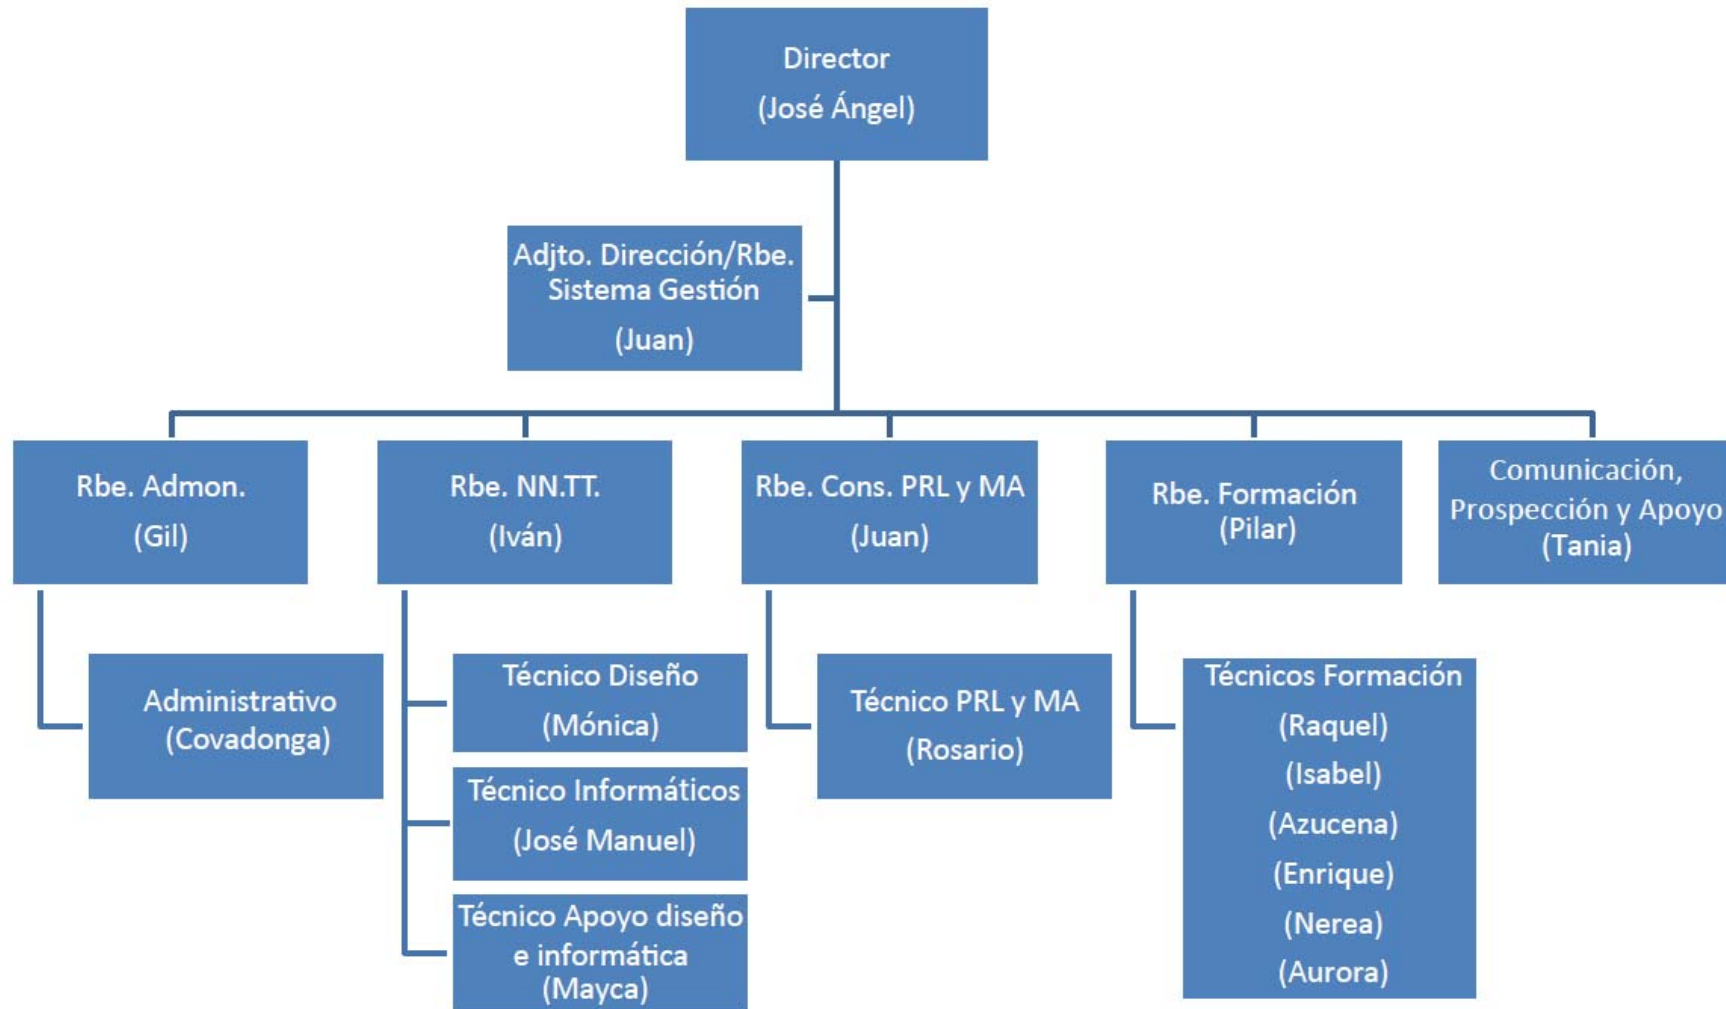 Director
(José Ángel)
Adjto. Dirección/Rbe.
Sistema Gestión
(Juan)
Rbe. Admon.
(Gil)
Rbe. NN.TT.
(Iván)
Rbe. Cons. PRL y MA
(Juan)
Rbe. Formación
(Pilar)
Comunicación,
Prospección y Apoyo
(Tania)
Administrativo
(Covadonga)
Técnico Diseño
(Mónica)
Técnico Informáticos
(José Manuel)
Técnico Apoyo diseño
e informática
(Mayca)
Técnico PRL y MA
(Rosario)
Técnicos Formación
(Raquel)
(Isabel)
(Azucena)
(Enrique)
(Nerea)
(Aurora)